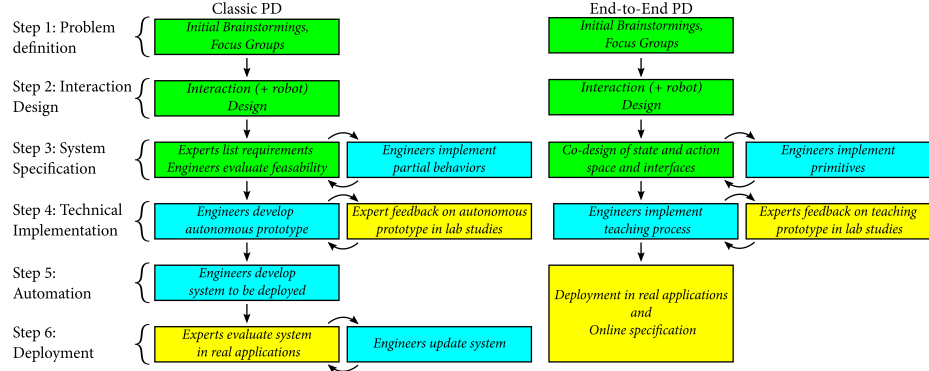 Classic PD
End-to-End PD
Step 1: Problem
definition
Initial Brainstormings,
Focus Groups
Initial Brainstormings,
Focus Groups
Step 2: Interaction
Design
Interaction (+ robot)
Design
Interaction (+ robot)
Design
Step 3: System
Specification
Experts list requirements
Engineers evaluate feasability
Engineers implement
partial behaviors
Co-design of state and action
space and interfaces
Engineers implement
primitives
Step 4: Technical
Implementation
Engineers develop
autonomous prototype
Expert feedback on autonomous
prototype in lab studies
Engineers implement
teaching process
Experts feedback on teaching
prototype in lab studies
Step 5:
Automation
Engineers develop
system to be deployed
Deployment in real applications
and
Online specification
Step 6:
Deployment
Experts evaluate system
in real applications
Engineers update system